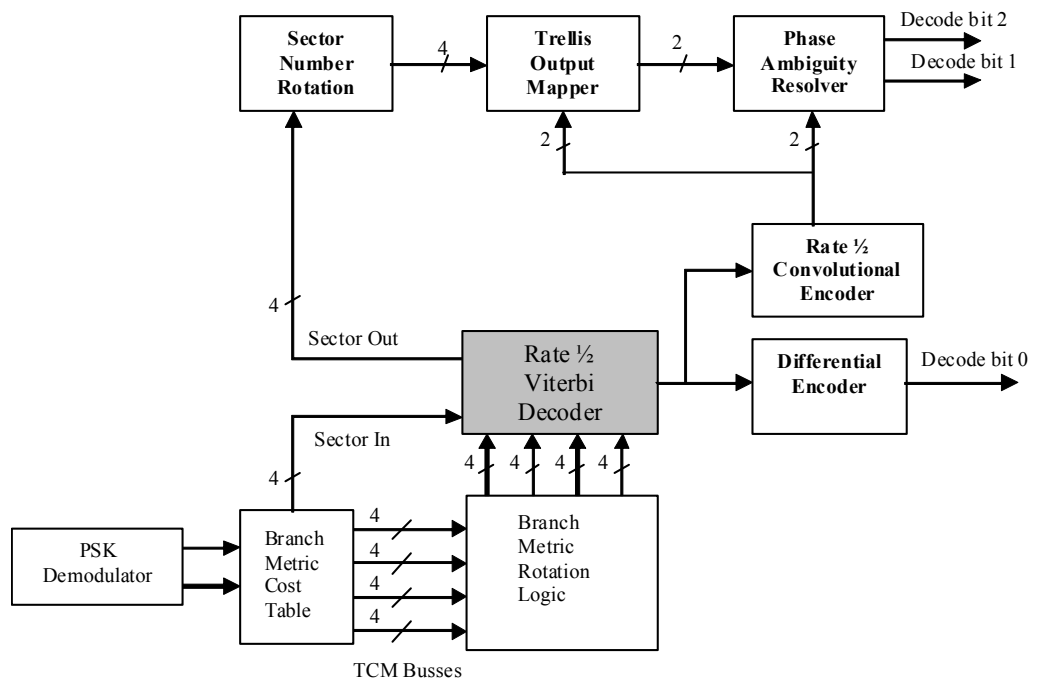 Sector
Number
Rotation
4
Trellis
Output
Mapper
2
Phase
Ambiguity
Resolver
Decode bit 2
Decode bit 1
2
2
Rate ½
Convolutional
Encoder
4
Sector Out
Rate ½
Viterbi
Decoder
Differential
Encoder
Decode bit 0
Sector In
4
4
4
4
4
PSK
Demodulator
Branch
Metric
Cost
Table
4
4
4
4
Branch
Metric
Rotation
Logic
TCM Busses